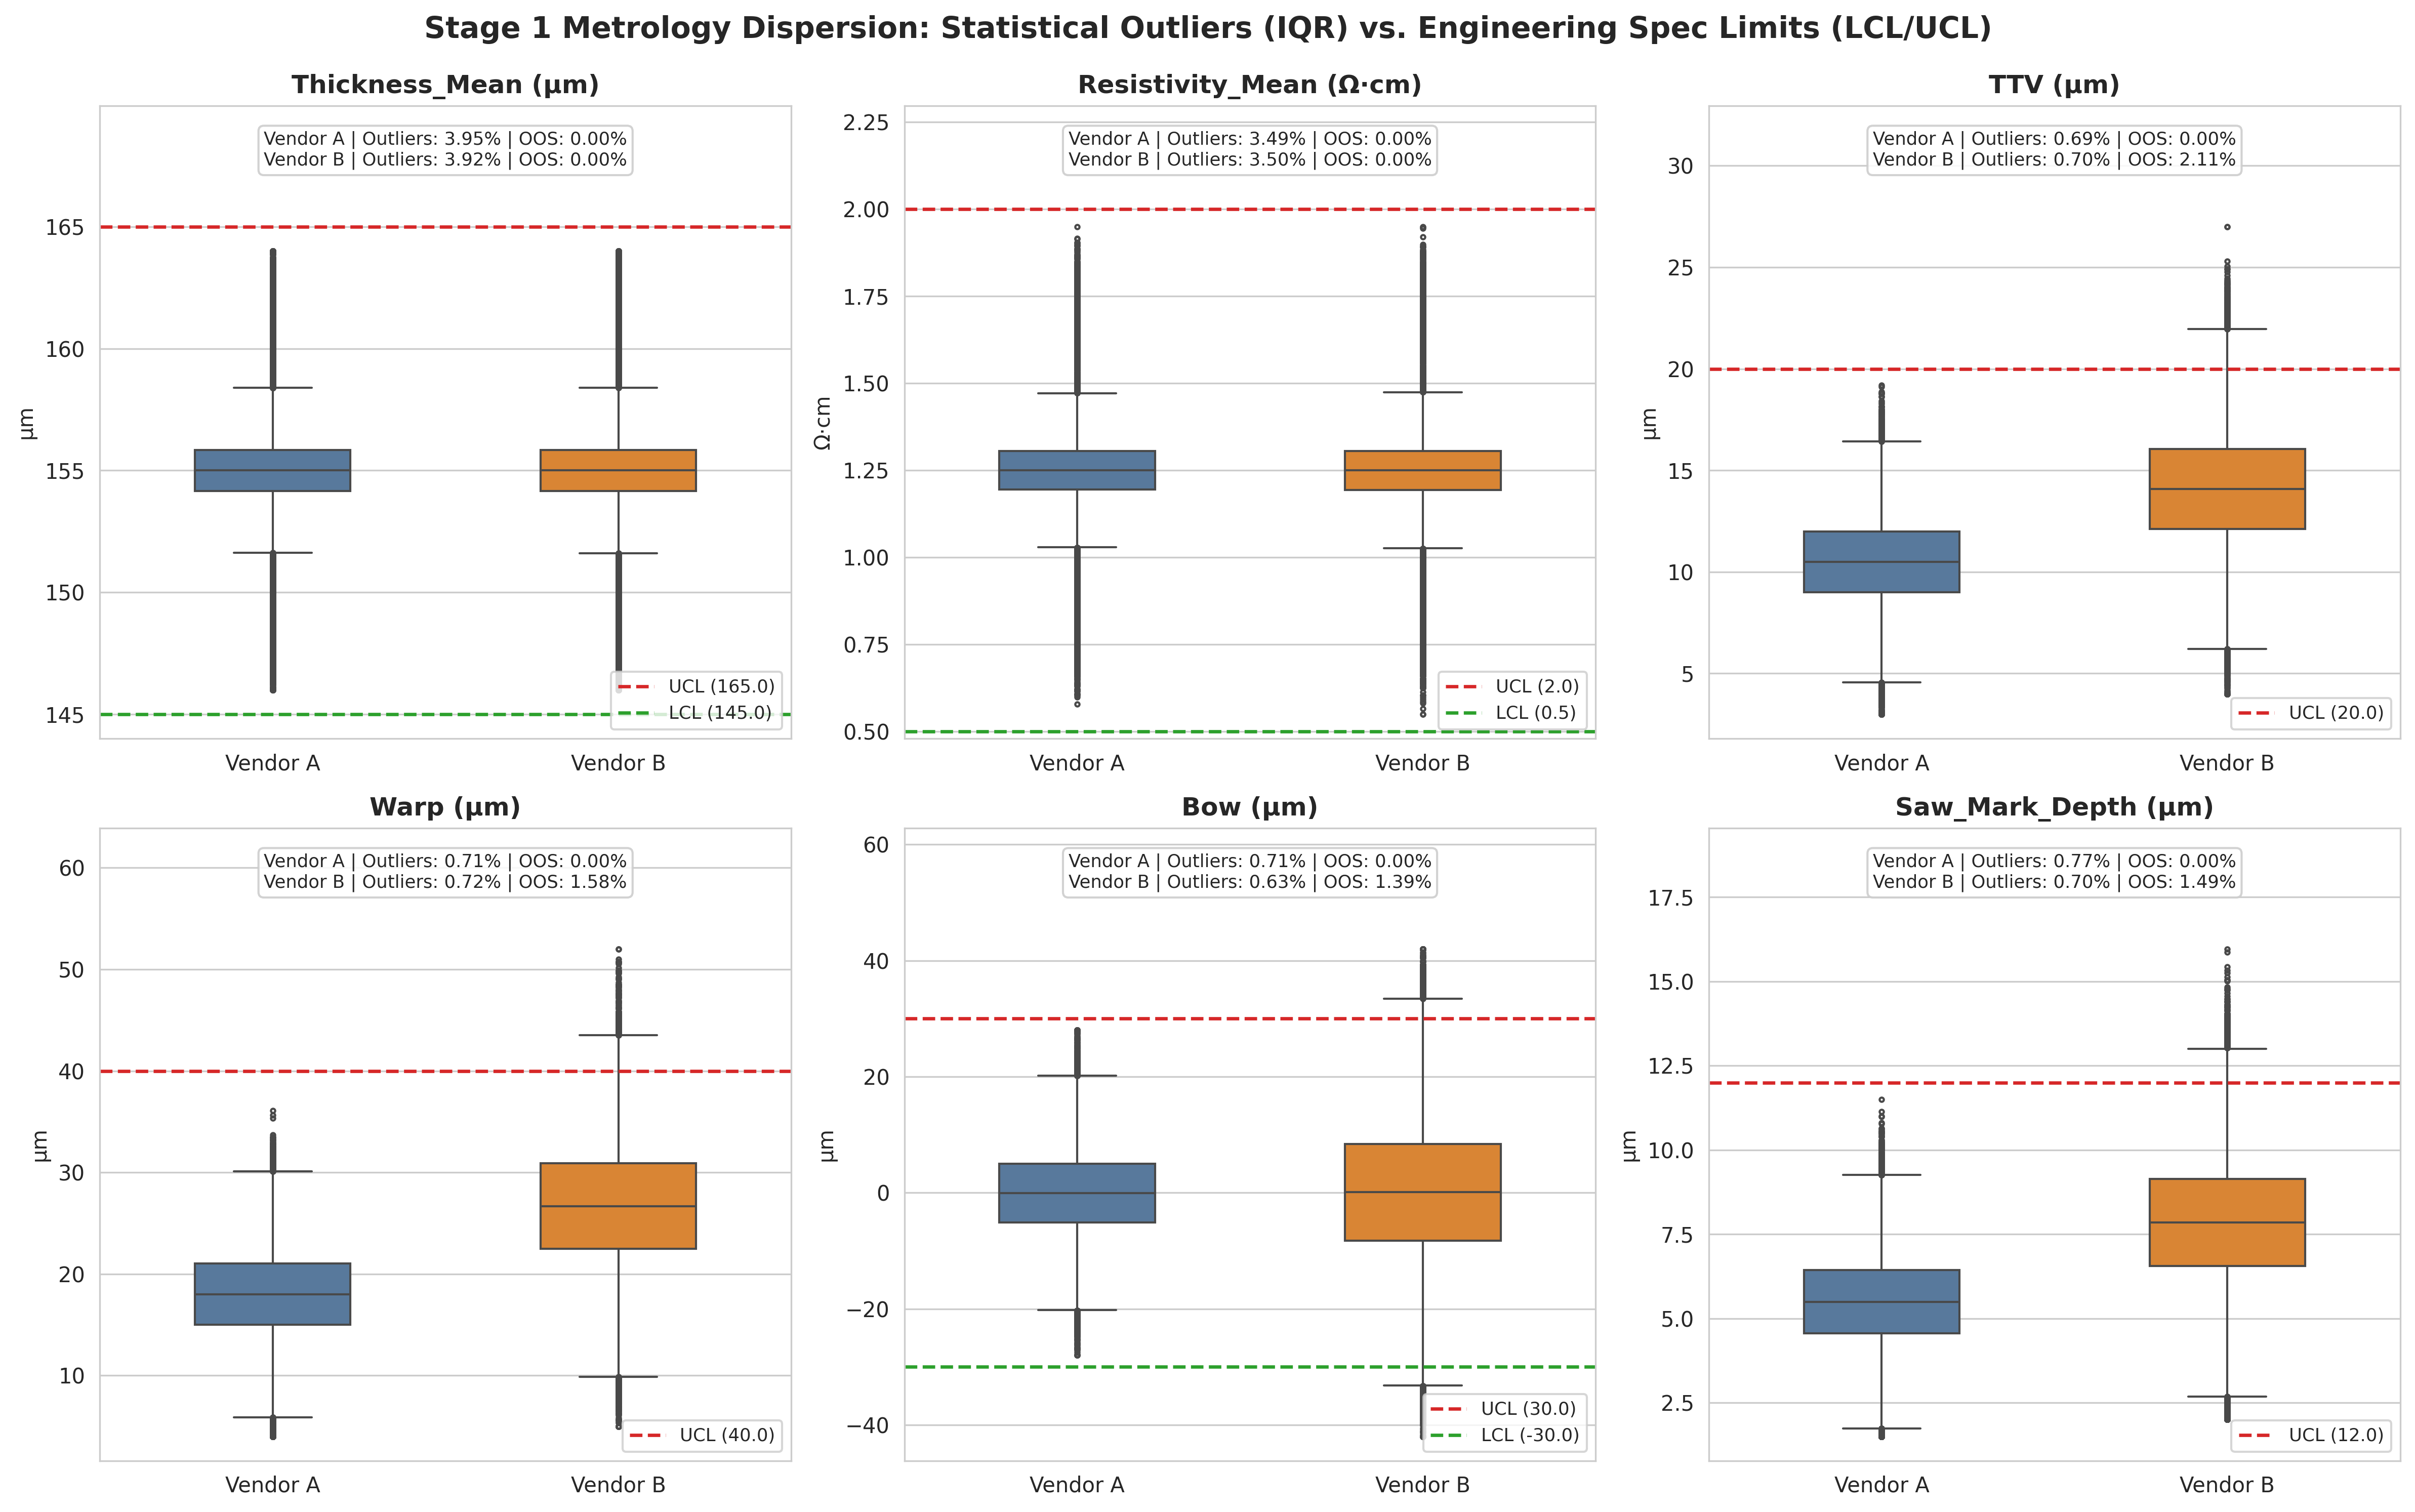 Stage 1 Metrology Dispersion: Statistical Outliers (IQR) vs. Engineering Spec Limits (LCL/UCL)
Thickness_Mean (µm)
Vendor A | Outliers: 3.95% | OOS: 0.00%
Vendor B | Outliers: 3.92% | OOS: 0.00%
165
160
155
150
145
µm
UCL (165.0)
LCL (145.0)
Vendor A
Vendor B
Resistivity_Mean (Ω·cm)
Vendor A | Outliers: 3.49% | OOS: 0.00%
Vendor B | Outliers: 3.50% | OOS: 0.00%
2.25
2.00
1.75
1.50
1.25
1.00
0.75
0.50
Ω·cm
UCL (2.0)
LCL (0.5)
Vendor A
Vendor B
TTV (µm)
Vendor A | Outliers: 0.69% | OOS: 0.00%
Vendor B | Outliers: 0.70% | OOS: 2.11%
30
25
20
15
10
5
µm
UCL (20.0)
Vendor A
Vendor B
Warp (µm)
Vendor A | Outliers: 0.71% | OOS: 0.00%
Vendor B | Outliers: 0.72% | OOS: 1.58%
60
50
40
30
20
10
µm
UCL (40.0)
Vendor A
Vendor B
Bow (µm)
Vendor A | Outliers: 0.71% | OOS: 0.00%
Vendor B | Outliers: 0.63% | OOS: 1.39%
60
40
20
0
−20
−40
µm
UCL (30.0)
LCL (-30.0)
Vendor A
Vendor B
Saw_Mark_Depth (µm)
Vendor A | Outliers: 0.77% | OOS: 0.00%
Vendor B | Outliers: 0.70% | OOS: 1.49%
17.5
15.0
12.5
10.0
7.5
5.0
2.5
µm
UCL (12.0)
Vendor A
Vendor B